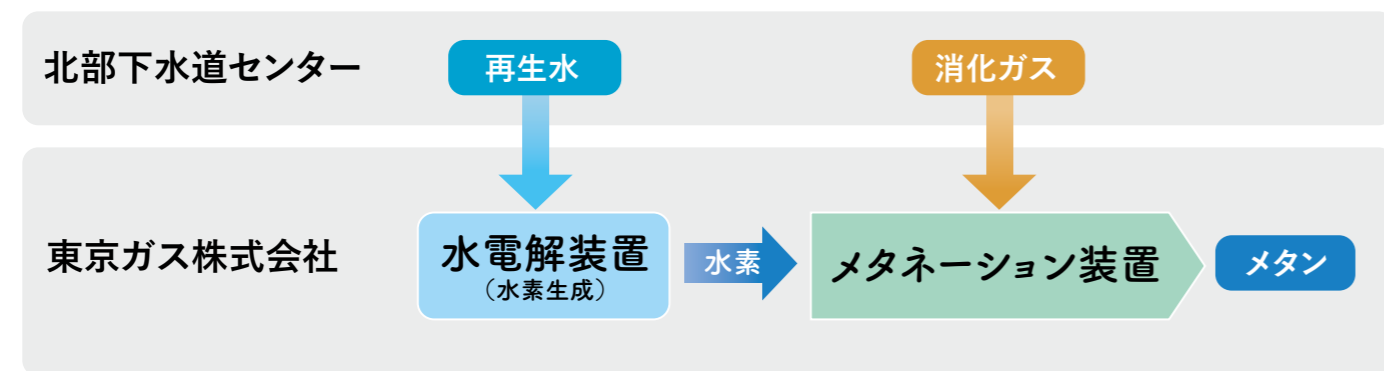 北部下水道センター
再生水
消化ガス
東京ガス株式会社
水電解装置
（水素生成）
水素
メタネーション装置
メタン